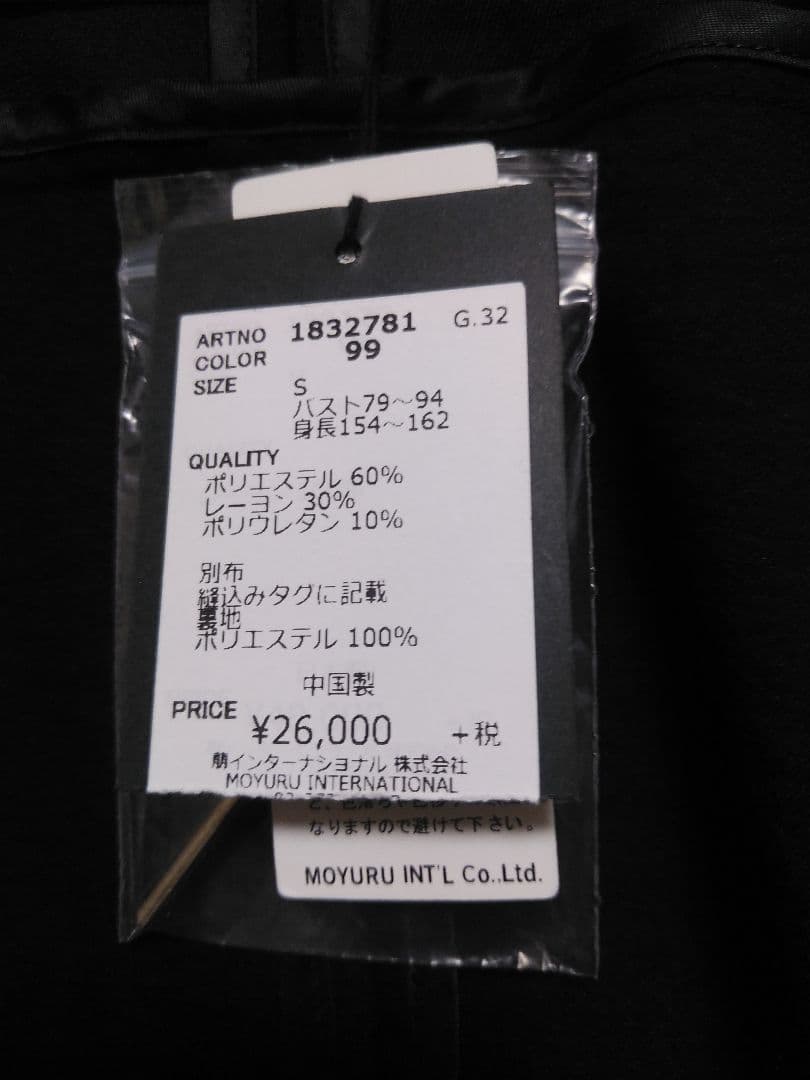 ARTNO 1832781 G.32
COLOR 99
SIZE S
バスト79～94
身長154～162
QUALITY
ポリエステル 60%
レーヨン 30%
ポリウレタン 10%
別布
縫込みタグに記載
裏地
ポリエステル 100%
中国製
PRICE ¥26,000 +税
萠インターナショナル 株式会社
MOYURU INTERNATIONAL
なりますので避けて下さい。
MOYURU INT'L Co.,Ltd.